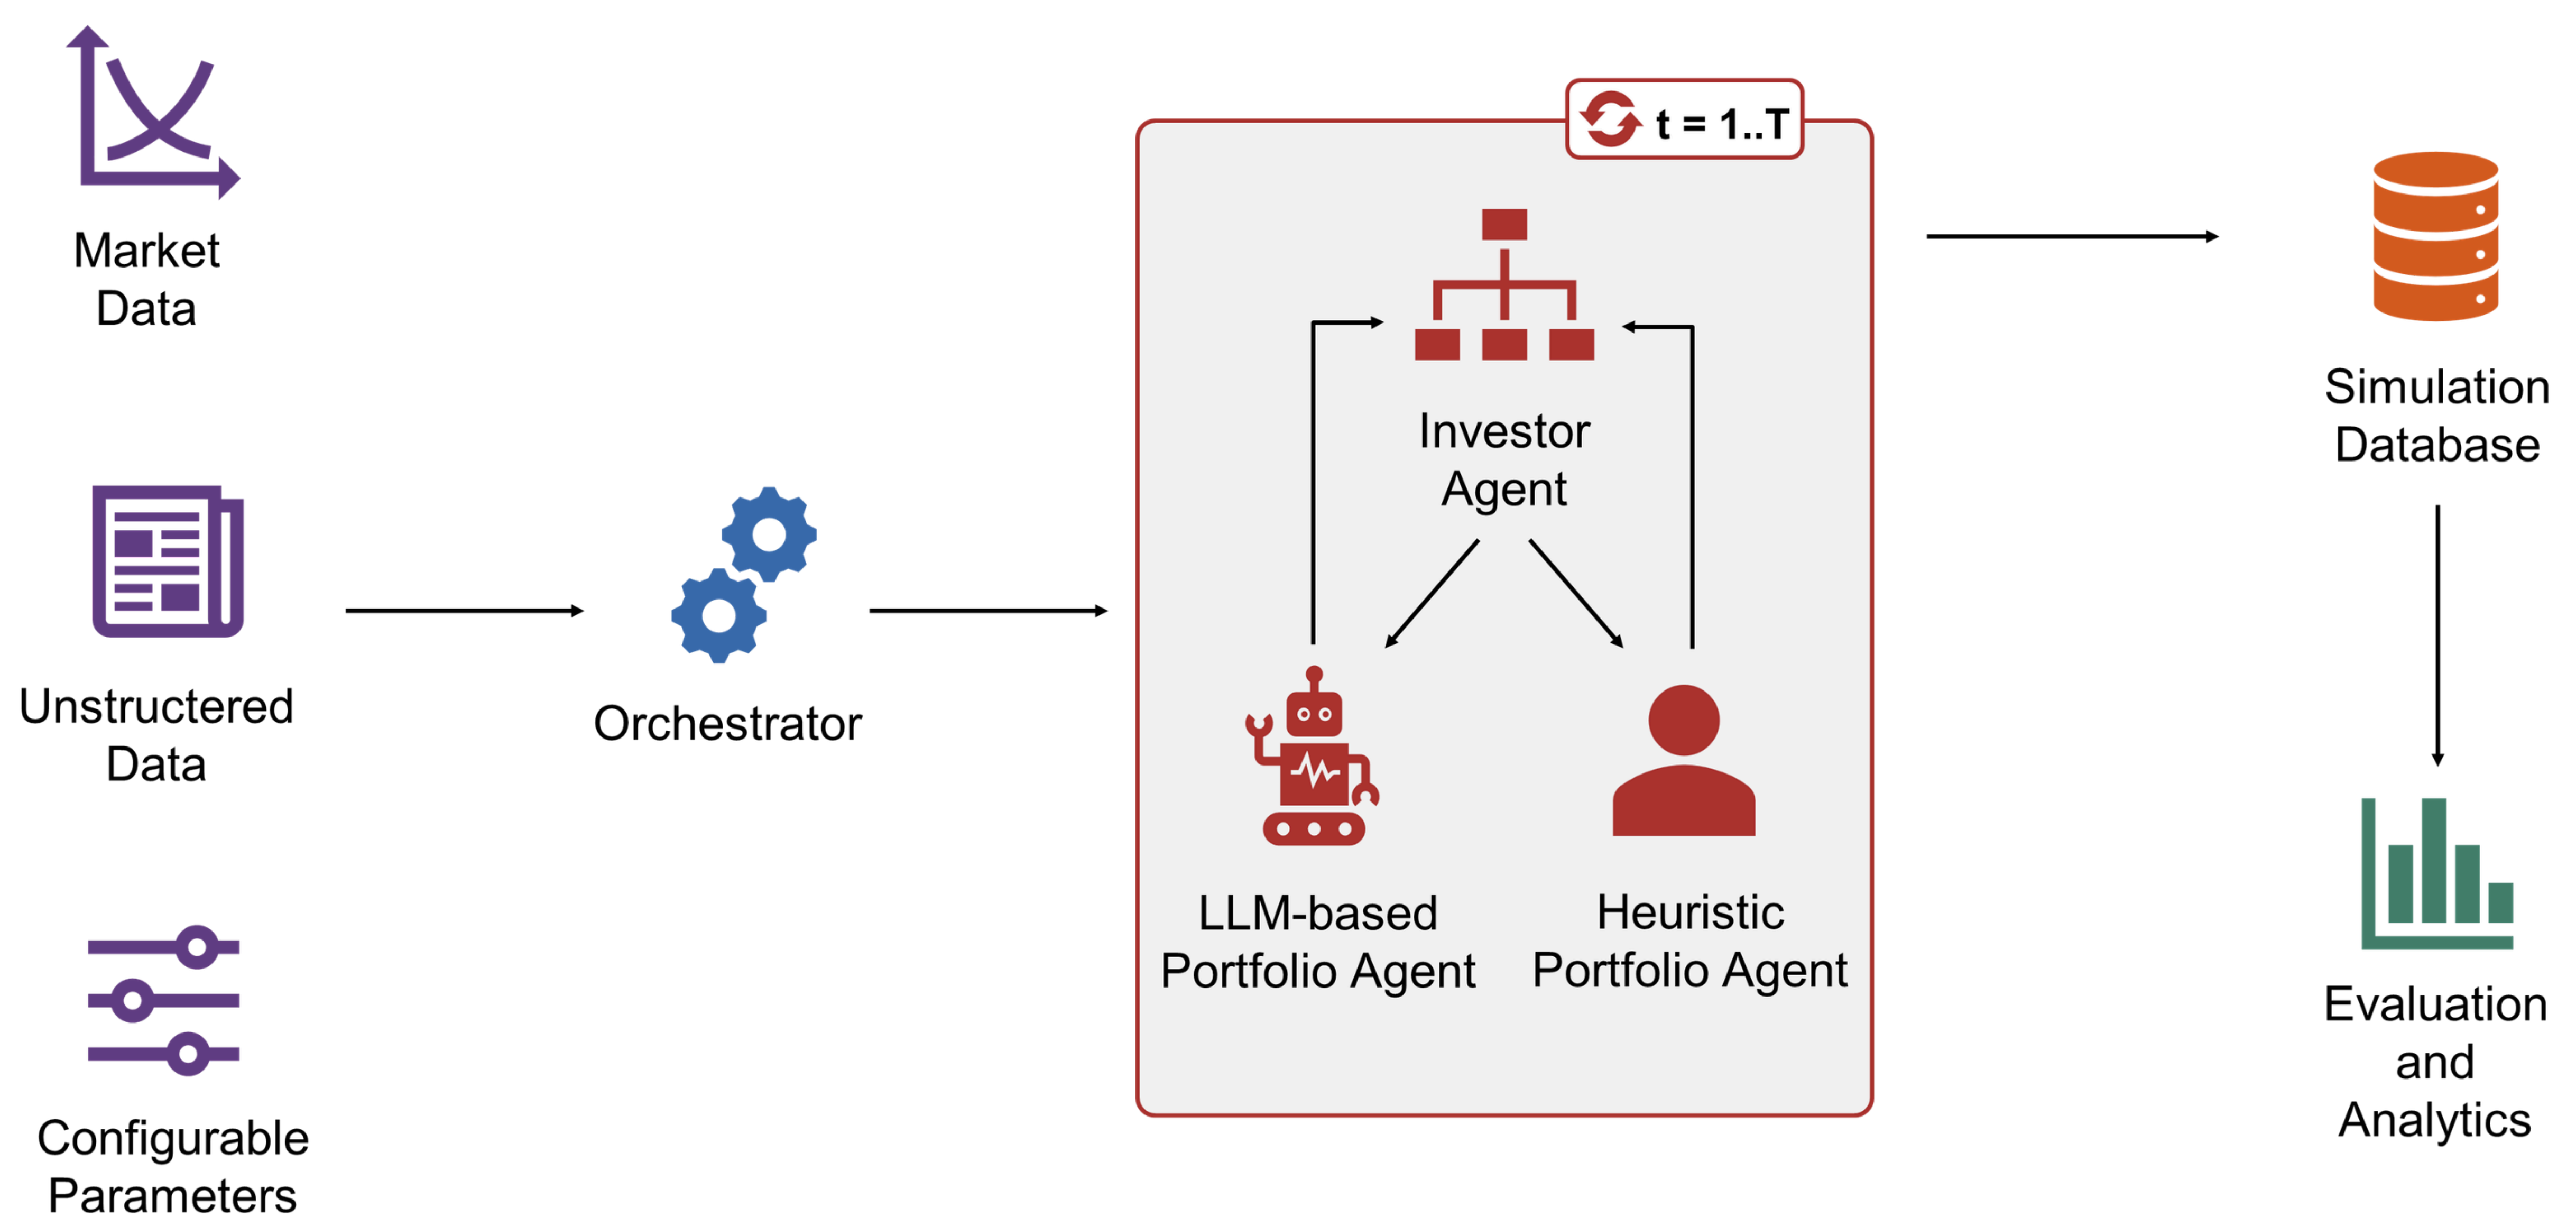 Market
Data
Unstructered
Data
Configurable
Parameters
Orchestrator
t = 1..T
Investor
Agent
LLM-based
Portfolio Agent
Heuristic
Portfolio Agent
Simulation
Database
Evaluation
and
Analytics